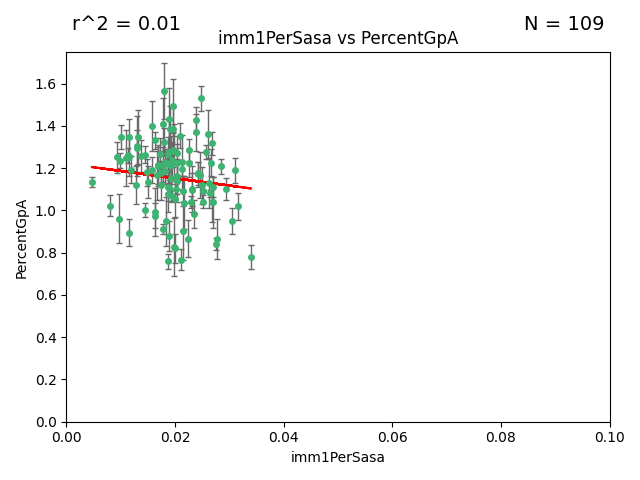 r^2 = 0.01
N = 109
imm1PerSasa vs PercentGpA
PercentGpA
1.6
1.4
1.2
1.0
0.8
0.6
0.4
0.2
0.0
0.00 0.02 0.04 0.06 0.08 0.10
imm1PerSasa